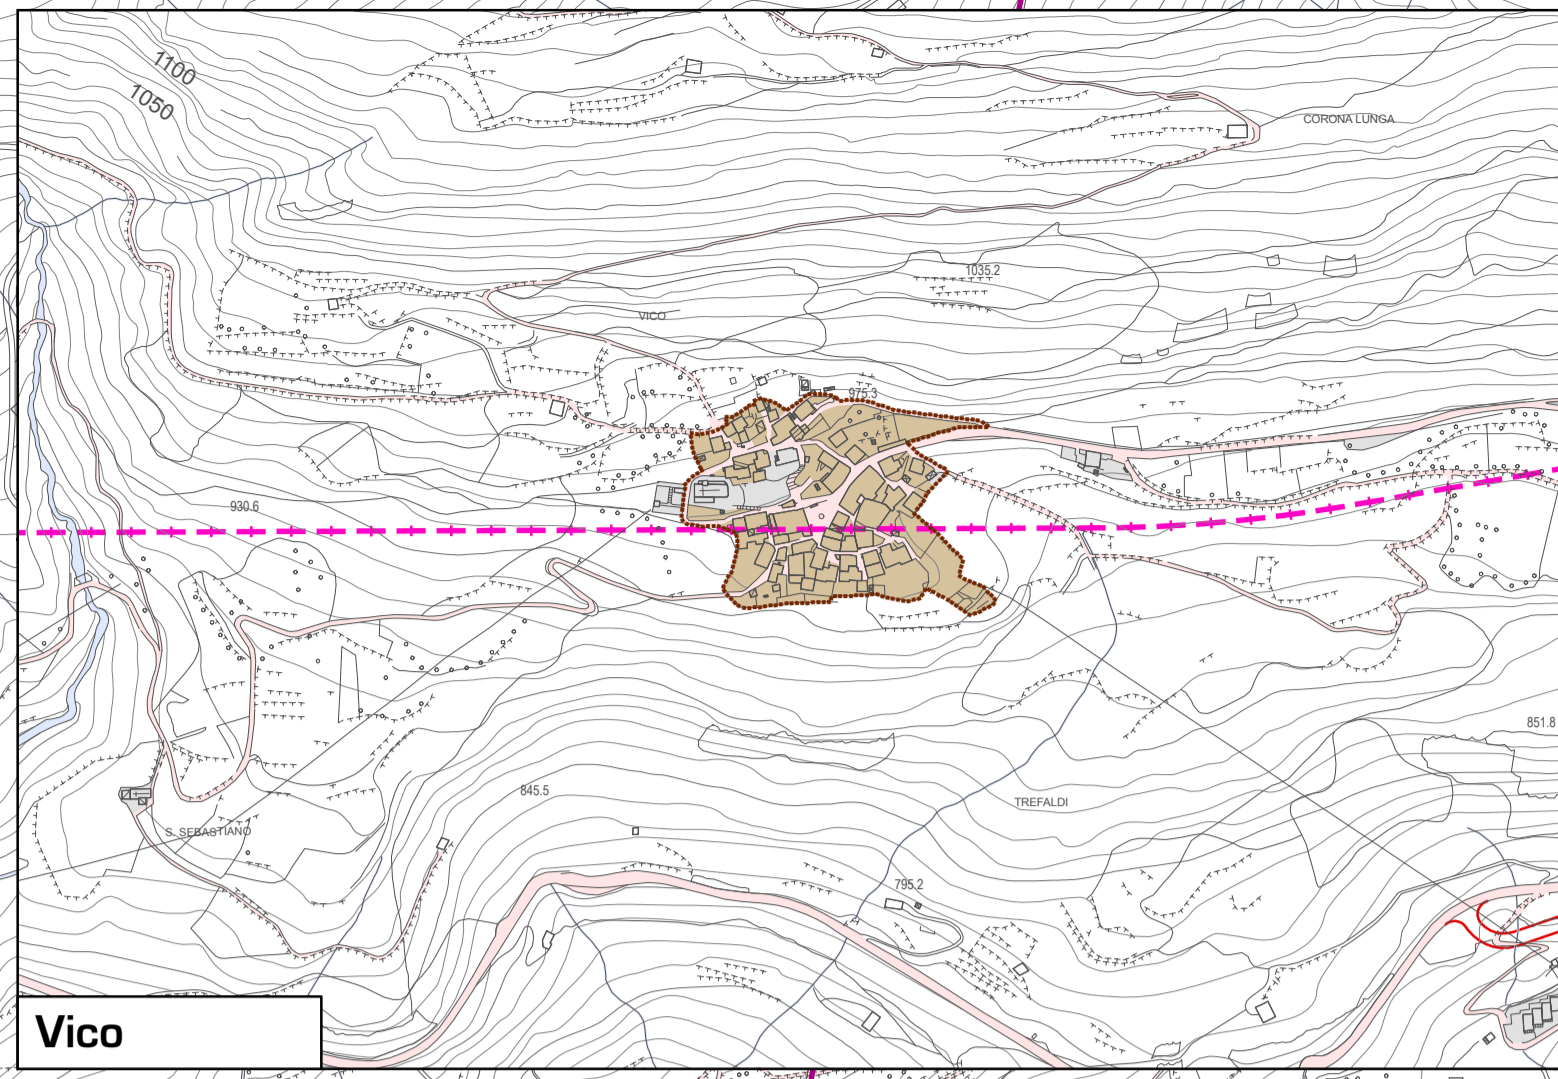 1100
1050
CORONA LUNGA
1035.2
VICO
975.3
930.6
851.8
845.5
TREFALDI
S. SEBASTIANO
795.2
Vico